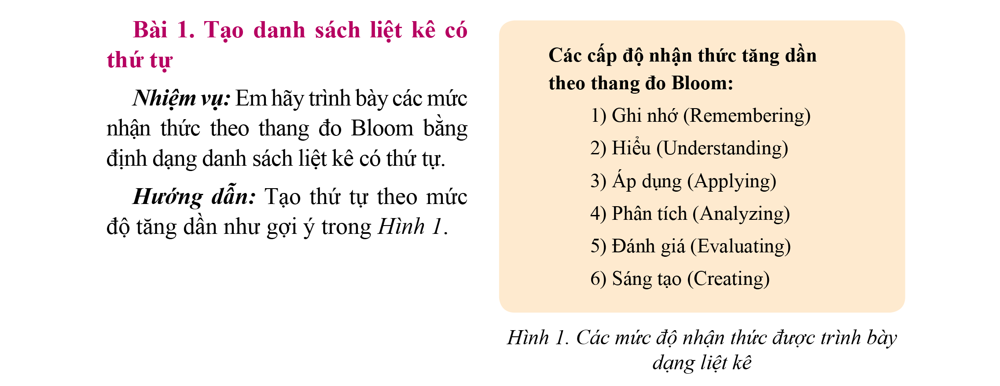 Bài 1. Tạo danh sách liệt kê có
thứ tự
Nhiệm vụ: Em hãy trình bày các mức
nhận thức theo thang đo Bloom bằng
định dạng danh sách liệt kê có thứ tự.
Hướng dẫn: Tạo thứ tự theo mức
độ tăng dần như gợi ý trong Hình 1.
Các cấp độ nhận thức tăng dần
theo thang đo Bloom:
1) Ghi nhớ (Remembering)
2) Hiểu (Understanding)
3) Áp dụng (Applying)
4) Phân tích (Analyzing)
5) Đánh giá (Evaluating)
6) Sáng tạo (Creating)
Hình 1. Các mức độ nhận thức được trình bày
dạng liệt kê